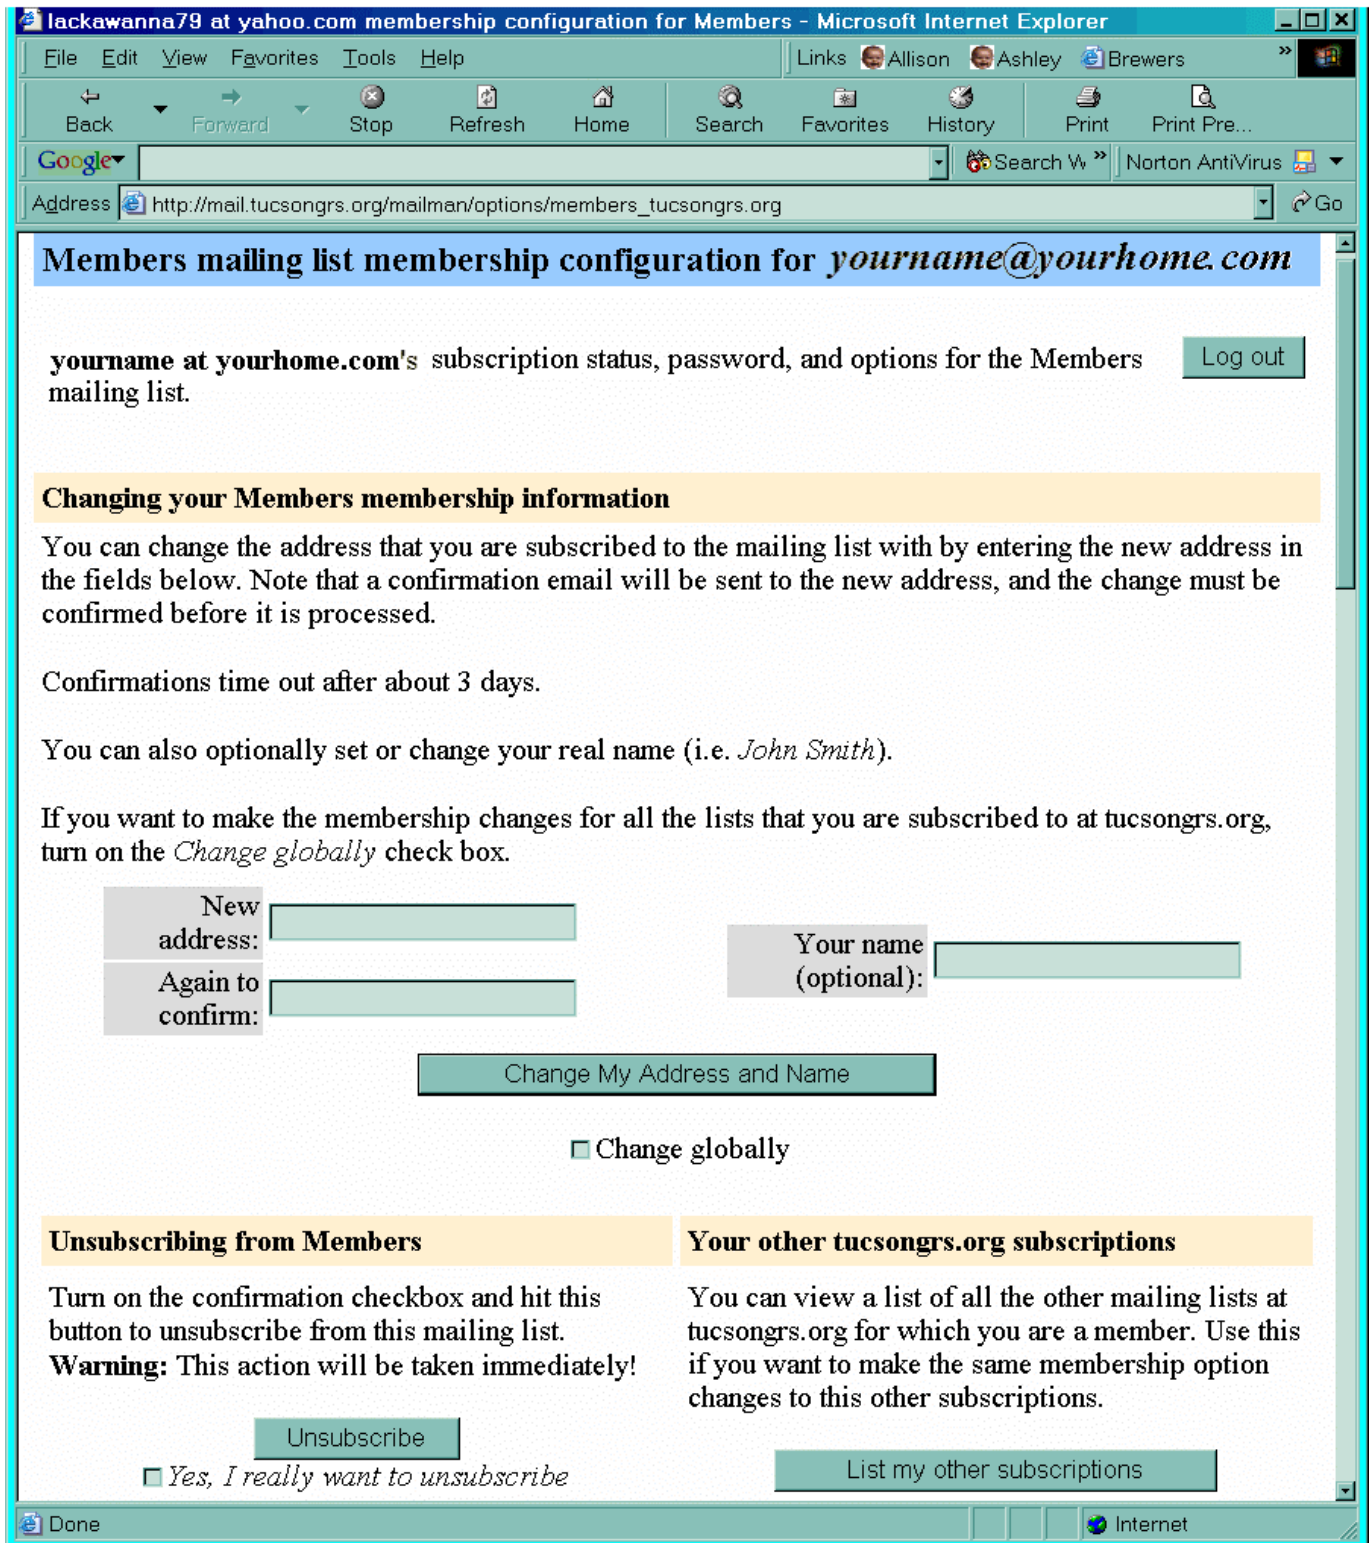 lackawanna79 at yahoo.com membership configuration for Members - Microsoft Internet Explorer
File Edit View Favorites Tools Help Links Allison Ashley Brewers »
Back Forward Stop Refresh Home Search Favorites History Print Print Pre...
Google Search W » Norton AntiVirus
Address http://mail.tucsongrs.org/mailman/options/members_tucsongrs.org Go
Members mailing list membership configuration for yourname@yourhome.com
yourname at yourhome.com's subscription status, password, and options for the Members
mailing list.
Log out
Changing your Members membership information
You can change the address that you are subscribed to the mailing list with by entering the new address in
the fields below. Note that a confirmation email will be sent to the new address, and the change must be
confirmed before it is processed.
Confirmations time out after about 3 days.
You can also optionally set or change your real name (i.e. John Smith).
If you want to make the membership changes for all the lists that you are subscribed to at tucsongrs.org,
turn on the Change globally check box.
New
address:
Again to
confirm:
Your name
(optional):
Change My Address and Name
Change globally
Unsubscribing from Members
Turn on the confirmation checkbox and hit this
button to unsubscribe from this mailing list.
Warning: This action will be taken immediately!
Unsubscribe
Yes, I really want to unsubscribe
Your other tucsongrs.org subscriptions
You can view a list of all the other mailing lists at
tucsongrs.org for which you are a member. Use this
if you want to make the same membership option
changes to this other subscriptions.
List my other subscriptions
Done Internet